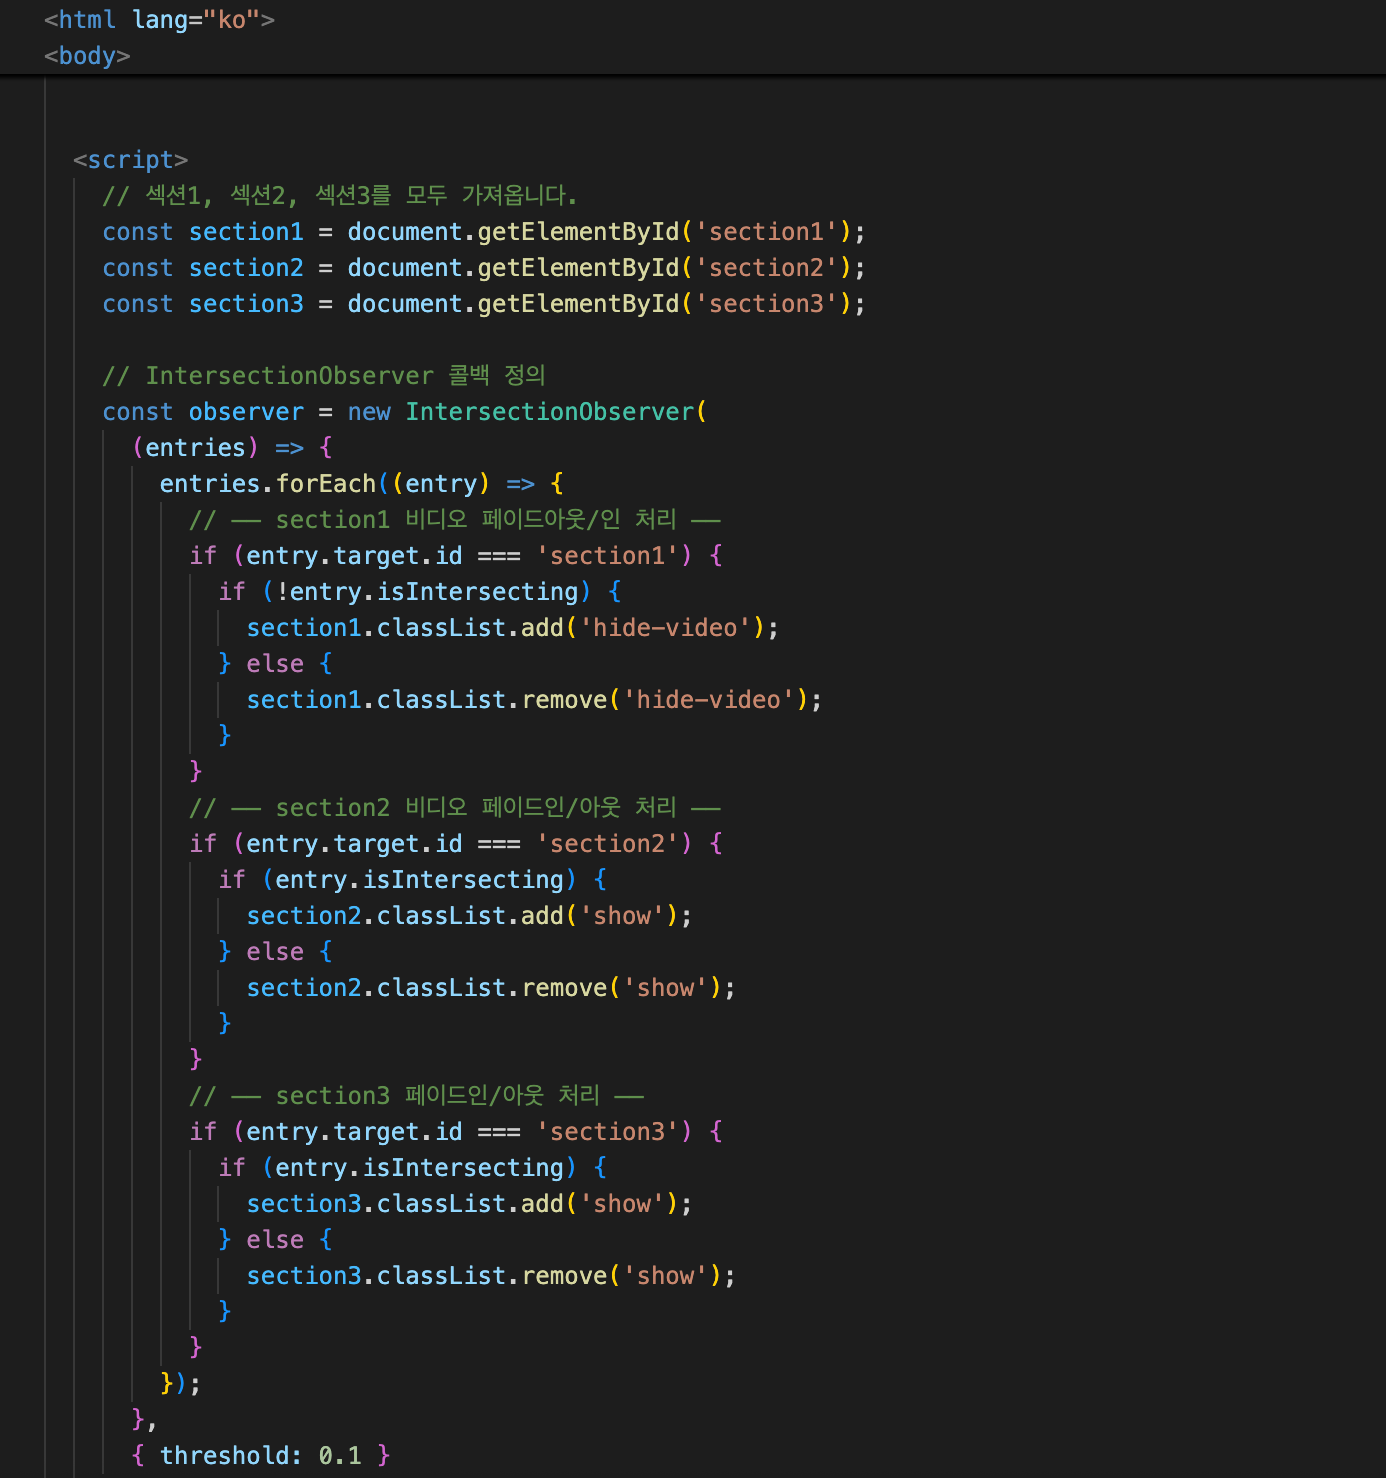 <html lang="ko">
<body>
<script>
// 섹션1, 섹션2, 섹션3를 모두 가져옵니다.
const section1 = document.getElementById('section1');
const section2 = document.getElementById('section2');
const section3 = document.getElementById('section3');
// IntersectionObserver 콜백 정의
const observer = new IntersectionObserver(
(entries) => {
entries.forEach((entry) => {
// —— section1 비디오 페이드아웃/인 처리 ——
if (entry.target.id === 'section1') {
if (!entry.isIntersecting) {
section1.classList.add('hide-video');
} else {
section1.classList.remove('hide-video');
}
}
// —— section2 비디오 페이드인/아웃 처리 ——
if (entry.target.id === 'section2') {
if (entry.isIntersecting) {
section2.classList.add('show');
} else {
section2.classList.remove('show');
}
}
// —— section3 페이드인/아웃 처리 ——
if (entry.target.id === 'section3') {
if (entry.isIntersecting) {
section3.classList.add('show');
} else {
section3.classList.remove('show');
}
}
});
},
{ threshold: 0.1 }